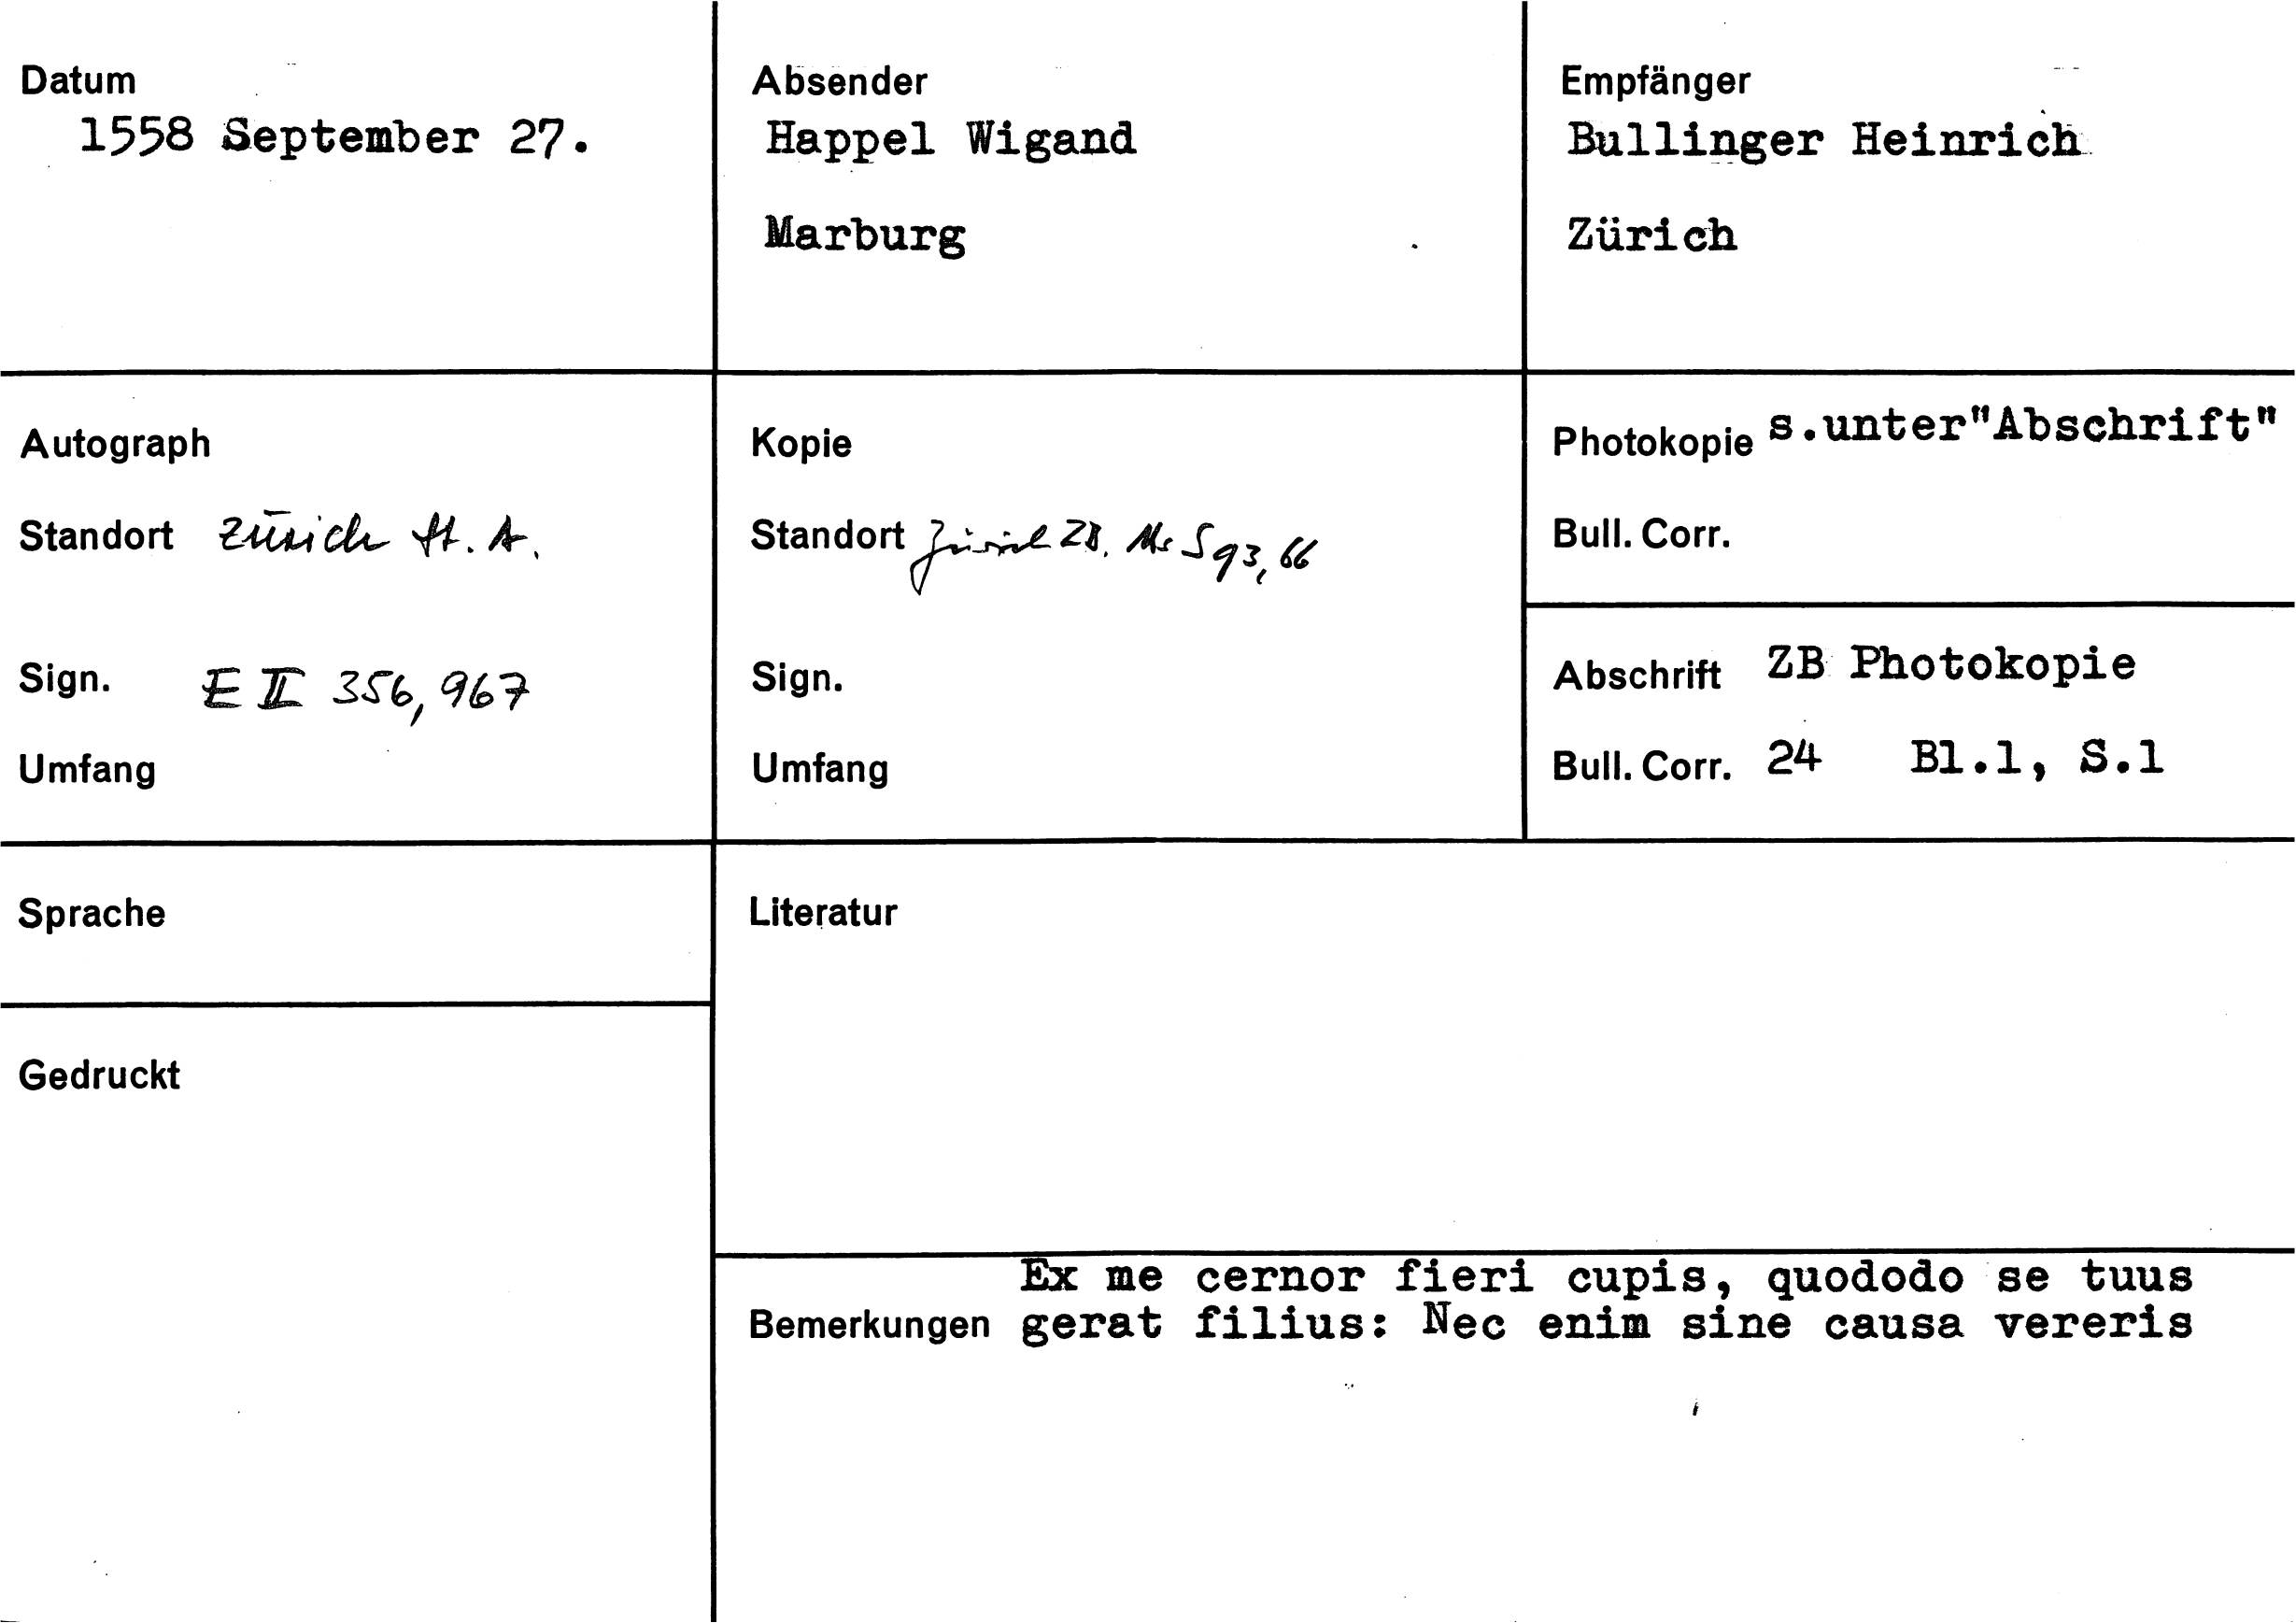 Datum
1558 September 27.
Absender
Happel Wigand
Marburg
Empfänger
Bullinger Heinrich
Zürich
Autograph
Standort Zürich St. A.
Sign. E II 356, 967
Umfang
Kopie
Standort Zürich ZB. Ms S 93, 66
Sign.
Umfang
Photokopie s.unter"Abschrift"
Bull. Corr.
Abschrift ZB Photokopie
Bull. Corr. 24 Bl.1, S.1
Sprache
Gedruckt
Literatur
Ex me cernor fieri cupis, quododo se tuus
Bemerkungen gerat filius: Nec enim sine causa vereris